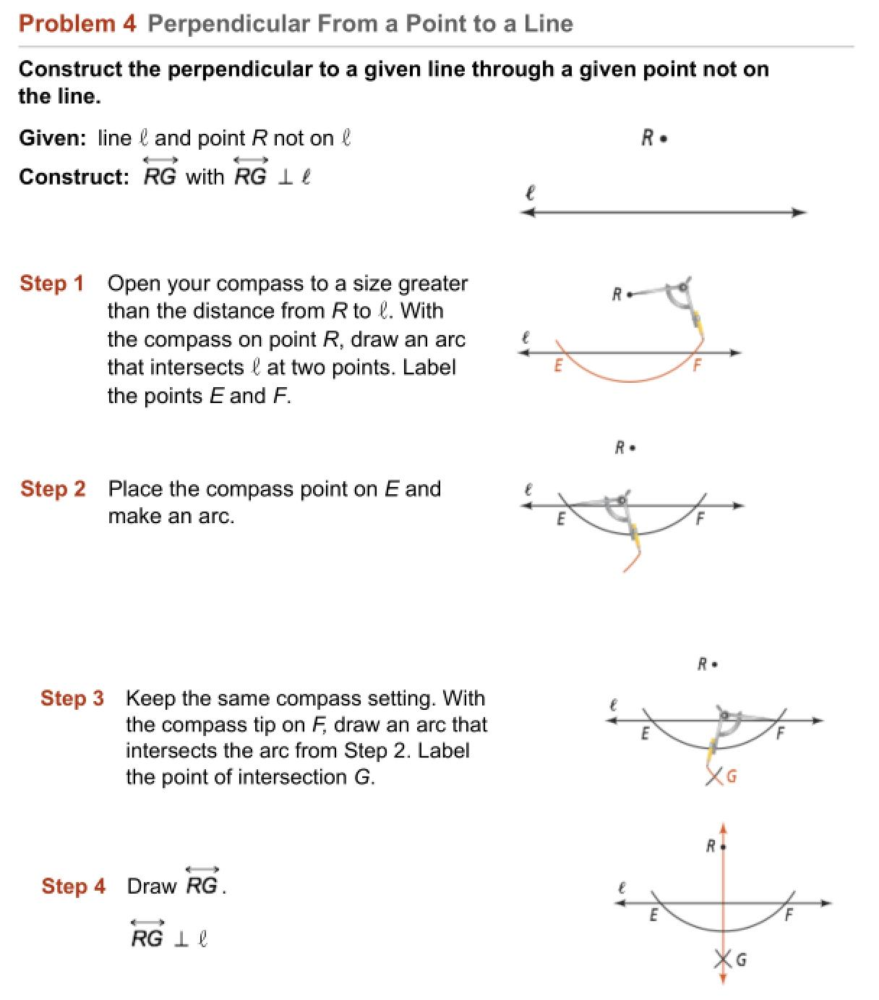 Problem 4 Perpendicular From a Point to a Line
Construct the perpendicular to a given line through a given point not on
the line.
Given: line ℓ and point R not on ℓ
Construct: RG with RG ⊥ ℓ
R
ℓ
Step 1 Open your compass to a size greater
than the distance from R to ℓ. With
the compass on point R, draw an arc
that intersects ℓ at two points. Label
the points E and F.
R
ℓ
E F
Step 2 Place the compass point on E and
make an arc.
R
ℓ
E F
Step 3 Keep the same compass setting. With
the compass tip on F, draw an arc that
intersects the arc from Step 2. Label
the point of intersection G.
R
ℓ
E F
G
Step 4 Draw RG.
RG ⊥ ℓ
R
ℓ
E F
G